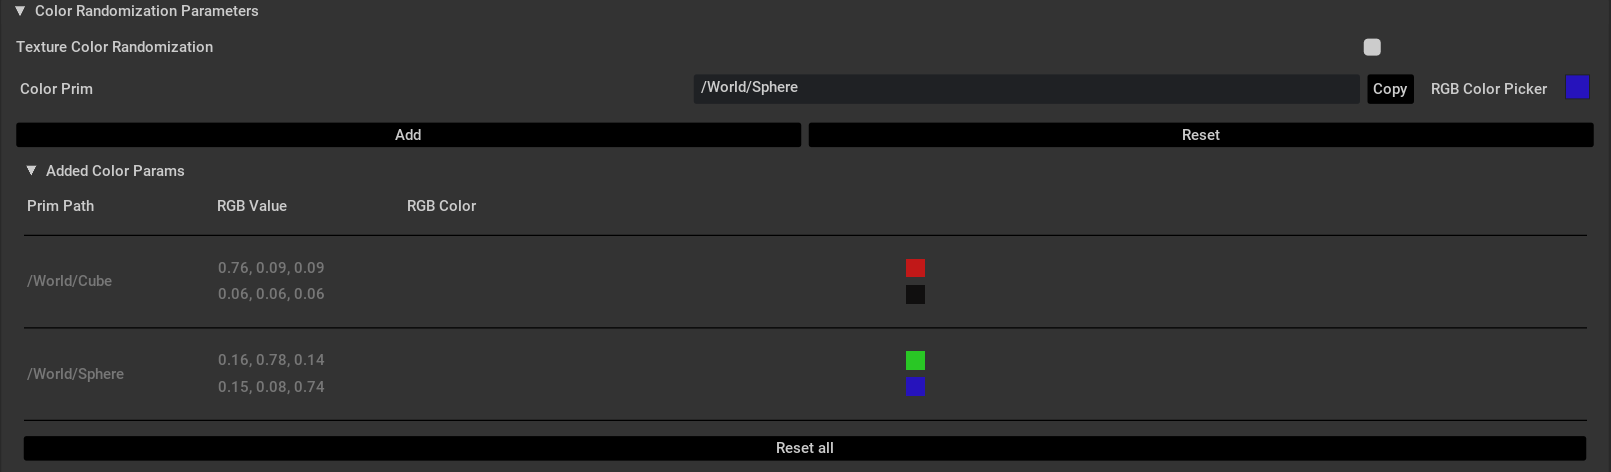 Color Randomization Parameters
Texture Color Randomization
Color Prim /World/Sphere Copy RGB Color Picker
Add Reset
Added Color Params
Prim Path RGB Value RGB Color
0.76, 0.09, 0.09
/World/Cube
0.06, 0.06, 0.06
0.16, 0.78, 0.14
/World/Sphere
0.15, 0.08, 0.74
Reset all